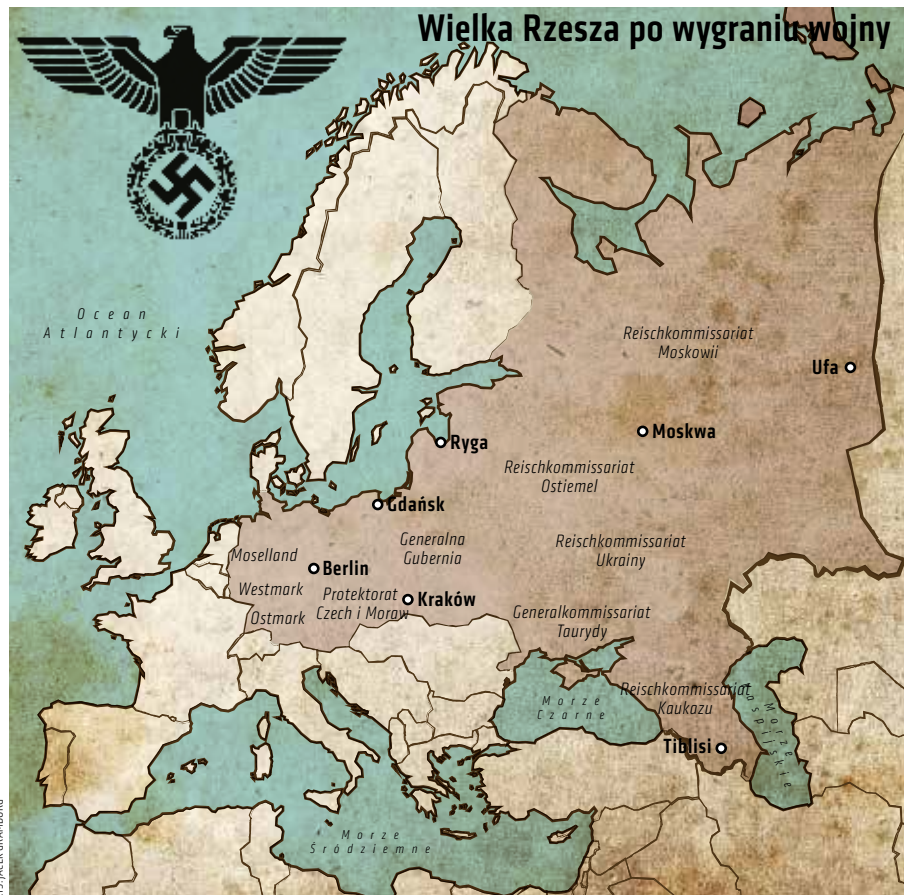 Wielka Rzesza po wygraniu wojny
Ocean
Atlantycki
Reischkommissariat
Moskowii
Ufa
Moskwa
Ryga
Reischkommissariat
Ostiemel
Gdańsk
Generalna
Gubernia
Reischkommissariat
Ukrainy
Moselland
Berlin
Westmark
Protektorat
Czech i Moraw
Kraków
Ostmark
Generalkommissariat
Taurydy
Reischkommissariat
Kaukazu
Morze
Czarne
Morze
Kaspijskie
Tiblisi
Morze
Śródziemne